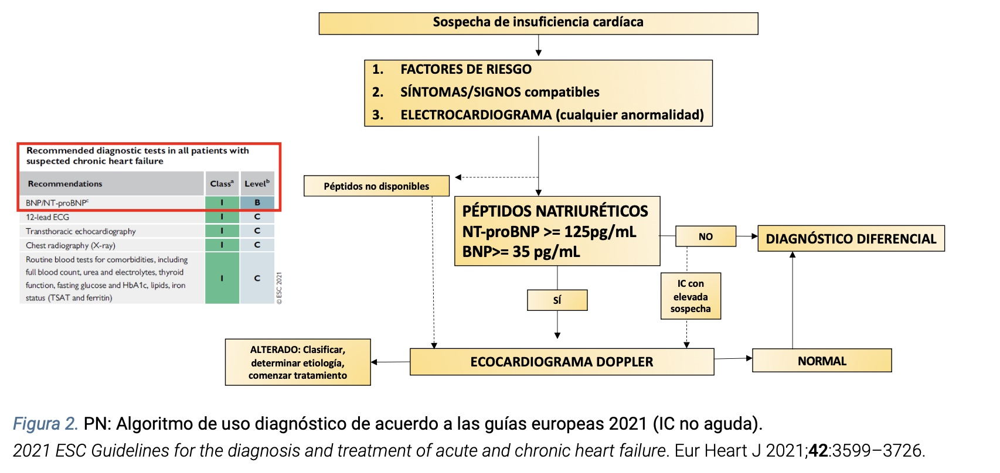 Sospecha de insuficiencia cardíaca
1. FACTORES DE RIESGO
2. SÍNTOMAS/SIGNOS compatibles
3. ELECTROCARDIOGRAMA (cualquier anormalidad)
Recommended diagnostic tests in all patients with
suspected chronic heart failure
Recommendations Classᵃ Levelᵇ
BNP/NT-proBNPᶜ I B
12-lead ECG I C
Transthoracic echocardiography I C
Chest radiography (X-ray) I C
Routine blood tests for comorbidities, including
full blood count, urea and electrolytes, thyroid
function, fasting glucose and HbA1c, lipids, iron
status (TSAT and ferritin)
I C
© ESC 2021
Péptidos no disponibles
PÉPTIDOS NATRIURÉTICOS
NT-proBNP >= 125pg/mL
BNP>= 35 pg/mL
NO
DIAGNÓSTICO DIFERENCIAL
IC con
elevada
sospecha
SÍ
ALTERADO: Clasificar,
determinar etiología,
comenzar tratamiento
ECOCARDIOGRAMA DOPPLER
NORMAL
Figura 2. PN: Algoritmo de uso diagnóstico de acuerdo a las guías europeas 2021 (IC no aguda).
2021 ESC Guidelines for the diagnosis and treatment of acute and chronic heart failure. Eur Heart J 2021;42:3599–3726.